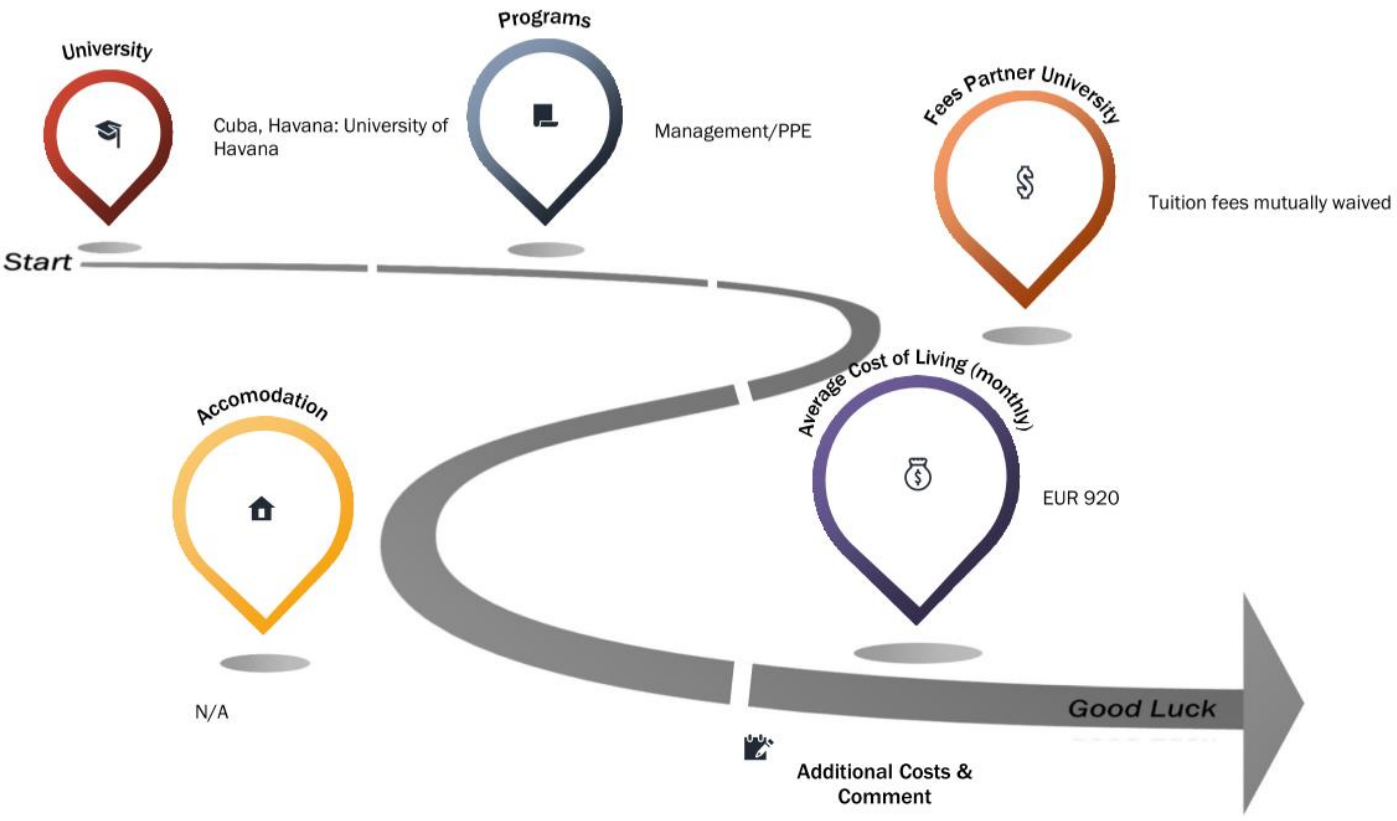 Programs
University
Cuba, Havana: University of
Havana
Management/PPE
Fees Partner University
Tuition fees mutually waived
Start
Average Cost of Living (monthly)
Accomodation
EUR 920
N/A
Good Luck
Additional Costs &
Comment